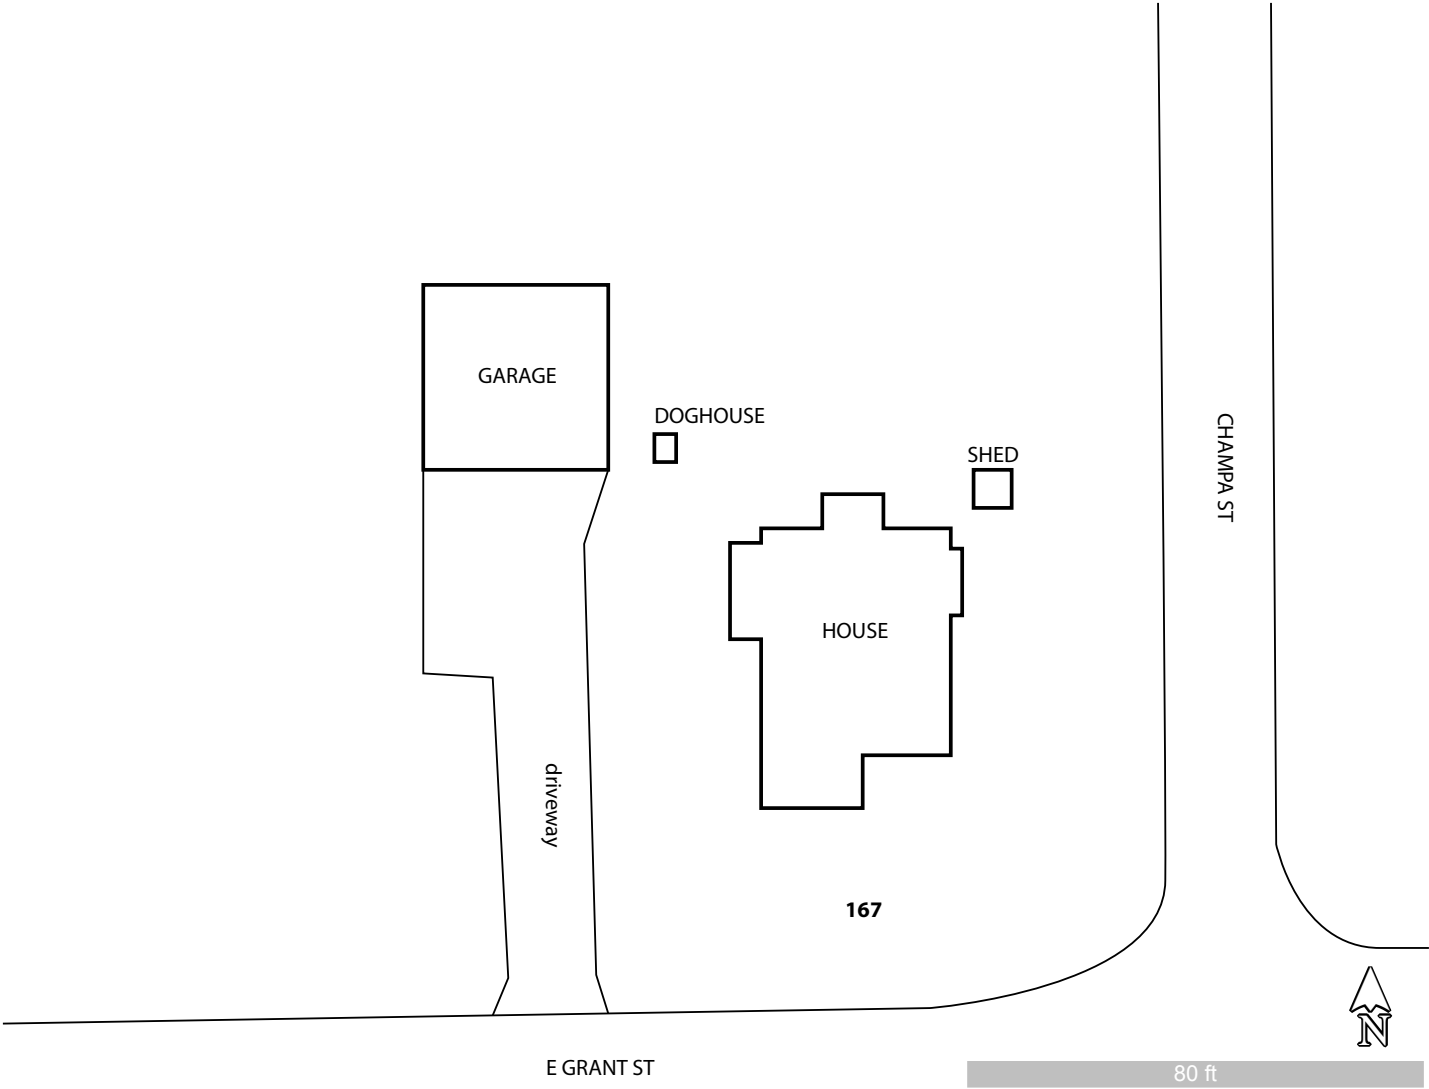 GARAGE
DOGHOUSE
SHED
CHAMPA ST
HOUSE
driveway
167
N
E GRANT ST
80 ft